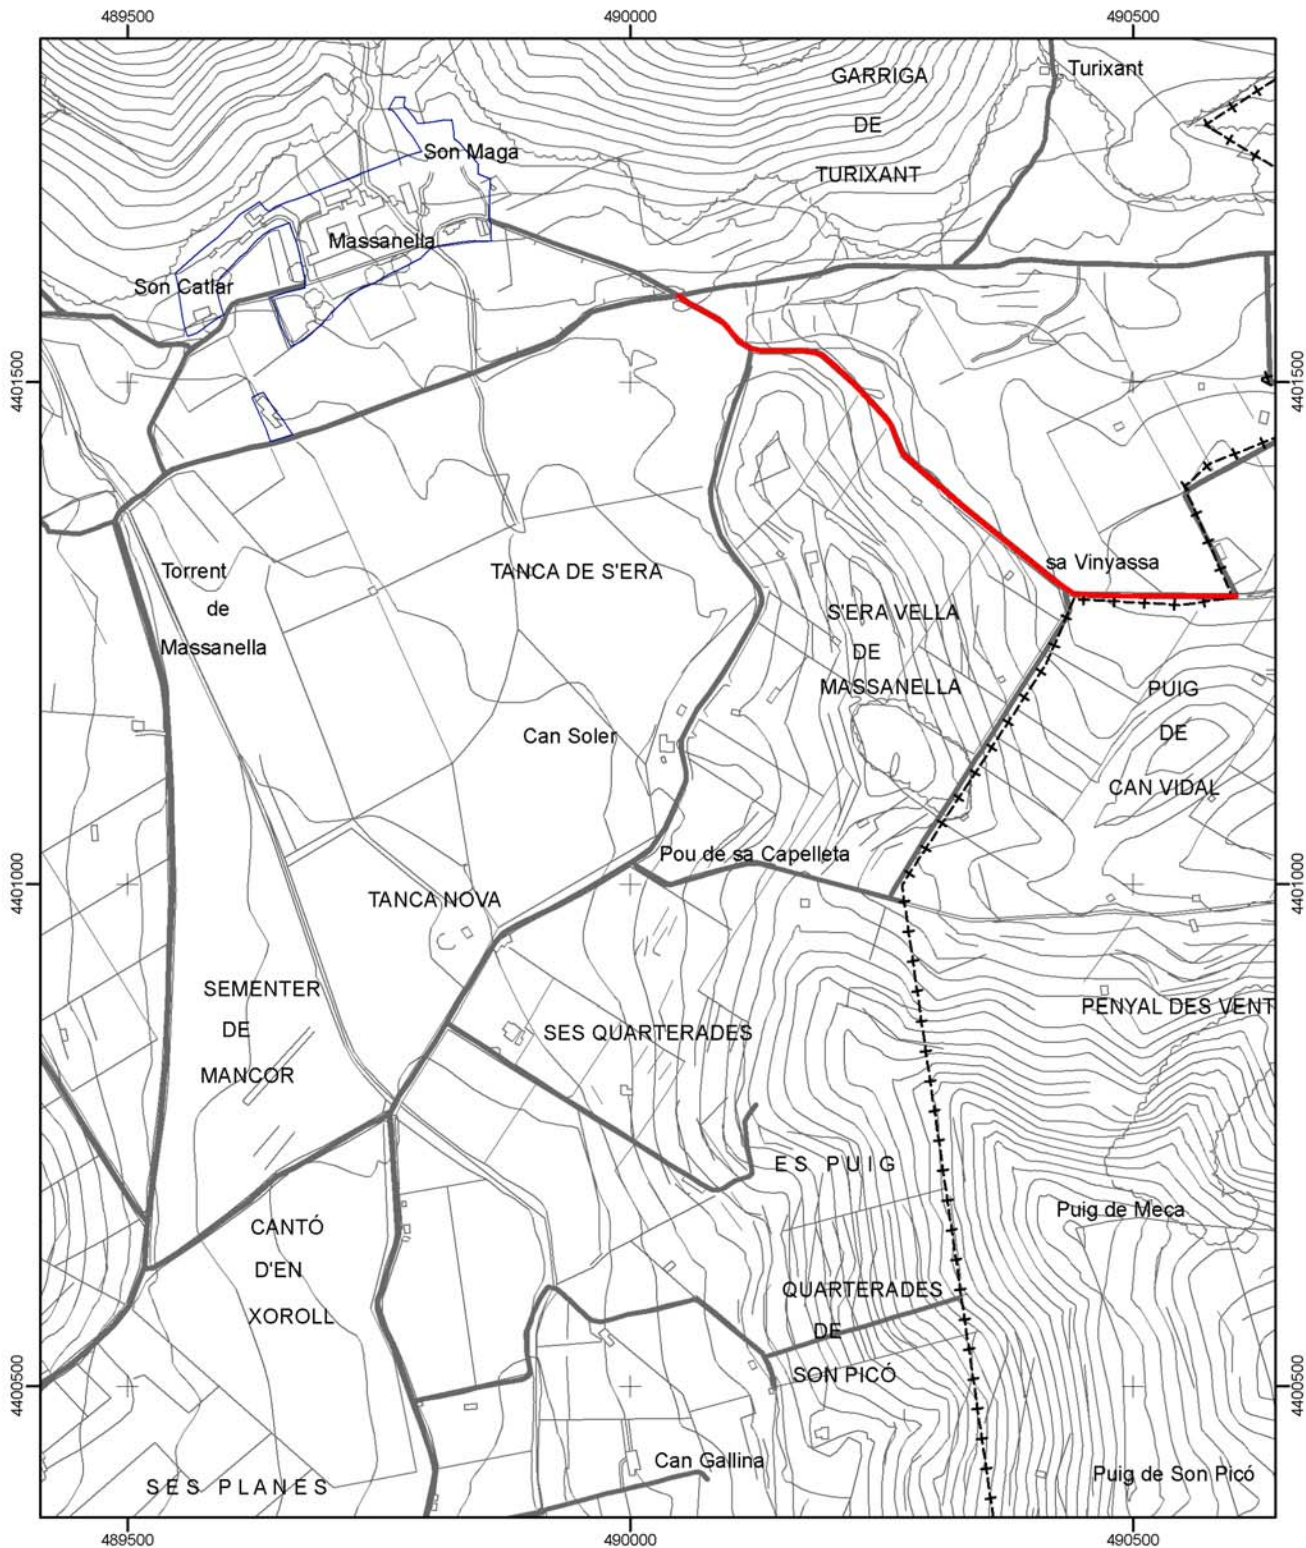 489500
490000
490500
GARRIGA
DE
TURIXANT
Turixant
Son Maga
Massanella
Son Catlar
4401500
4401500
Torrent
de
Massanella
TANCA DE S'ERA
sa Vinyassa
S'ERA VELLA
DE
MASSANELLA
PUIG
DE
CAN VIDAL
Can Soler
Pou de sa Capelleta
4401000
4401000
TANCA NOVA
SEMENTER
DE
MANCOR
SES QUARTERADES
PENYAL DES VENT
ES PUIG
Puig de Meca
CANTÓ
D'EN
XOROLL
QUARTERADES
DE
SON PICÓ
4400500
4400500
Can Gallina
SES PLANES
Puig de Son Picó
489500
490000
490500